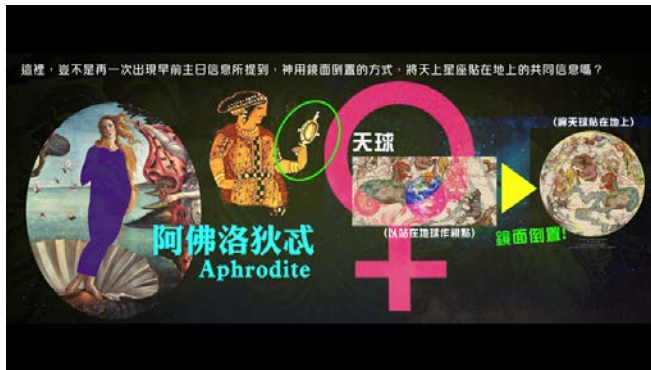 這裡，豈不是再一次出現早前主日信息所提到，神用鏡面倒置的方式，將天上星座貼在地上的共同信息嗎？
(將天球貼在地上)
天球
(以站在地球作視點)
鏡面倒置！
阿佛洛狄忒
Aphrodite